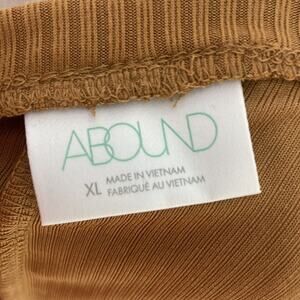 ABOUND
XL MADE IN VIETNAM
FABRIQUÉ AU VIETNAM